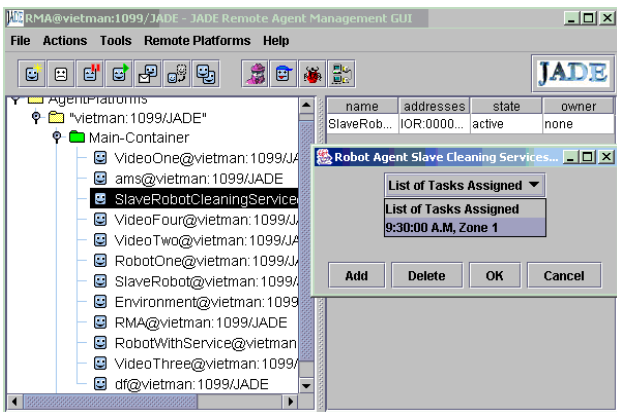 RMA@vietman:1099/JADE - JADE Remote Agent Management GUI
File Actions Tools Remote Platforms Help
JADE
AgentPlatforms
"vietman:1099/JADE"
Main-Container
VideoOne@vietman:1099/JA
ams@vietman:1099/JADE
SlaveRobotCleaningService
VideoFour@vietman:1099/JA
VideoTwo@vietman:1099/JA
RobotOne@vietman:1099/JA
SlaveRobot@vietman:1099/
Environment@vietman:1099
RMA@vietman:1099/JADE
RobotWithService@vietman
VideoThree@vietman:1099/
df@vietman:1099/JADE
name addresses state owner
SlaveRob... IOR:0000... active none
Robot Agent Slave Cleaning Services...
List of Tasks Assigned
List of Tasks Assigned
9:30:00 A.M, Zone 1
Add Delete OK Cancel